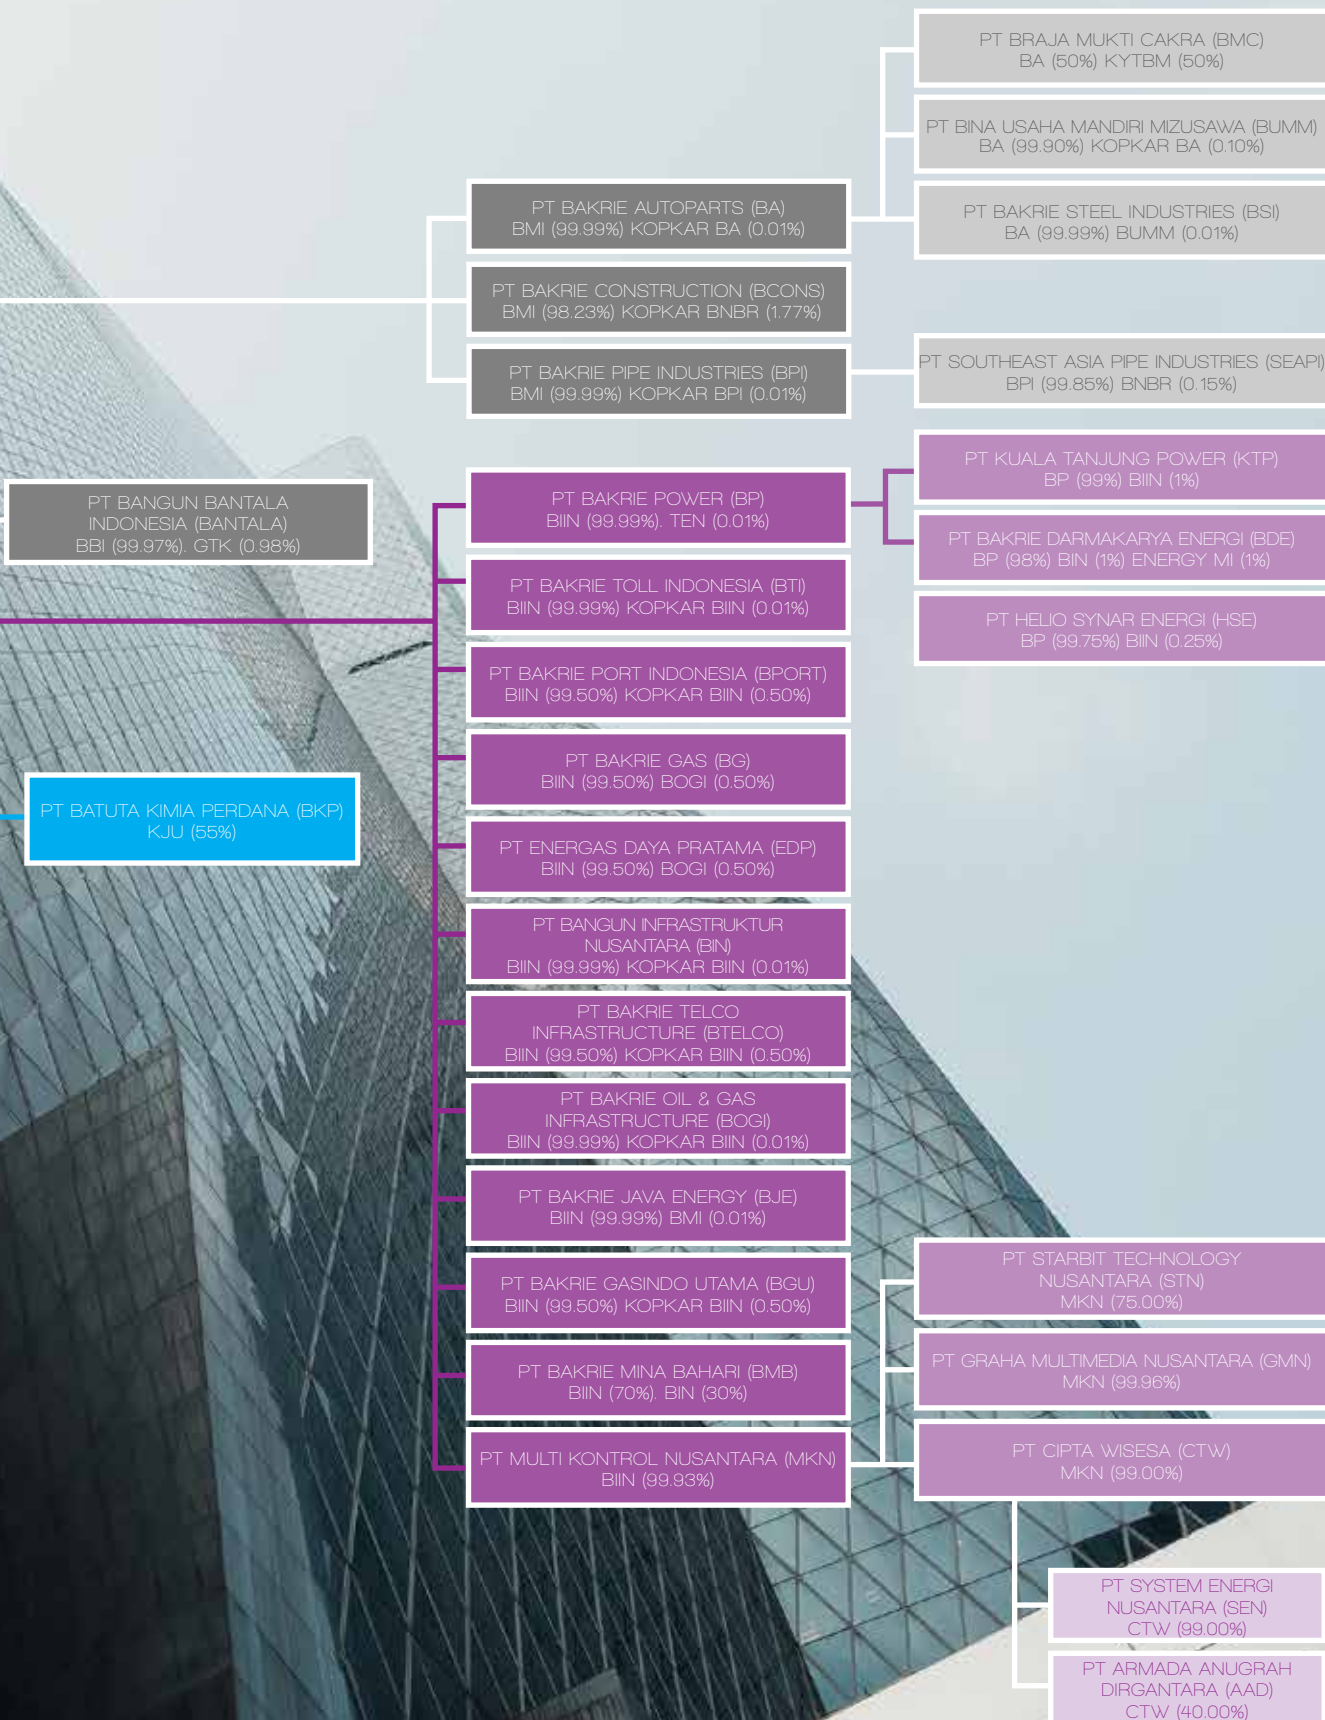 PT BRAJA MUKTI CAKRA (BMC)
BA (50%) KYTBM (50%)
PT BINA USAHA MANDIRI MIZUSAWA (BUMM)
BA (99.90%) KOPKAR BA (0.10%)
PT BAKRIE STEEL INDUSTRIES (BSI)
BA (99.99%) BUMM (0.01%)
PT BAKRIE AUTOPARTS (BA)
BMI (99.99%) KOPKAR BA (0.01%)
PT BAKRIE CONSTRUCTION (BCONS)
BMI (98.23%) KOPKAR BNBR (1.77%)
PT BAKRIE PIPE INDUSTRIES (BPI)
BMI (99.99%) KOPKAR BPI (0.01%)
PT SOUTHEAST ASIA PIPE INDUSTRIES (SEAPI)
BPI (99.85%) BNBR (0.15%)
PT BANGUN BANTALA
INDONESIA (BANTALA)
BBI (99.97%). GTK (0.98%)
PT BATUTA KIMIA PERDANA (BKP)
KJU (55%)
PT BAKRIE POWER (BP)
BIIN (99.99%). TEN (0.01%)
PT BAKRIE TOLL INDONESIA (BTI)
BIIN (99.99%) KOPKAR BIIN (0.01%)
PT BAKRIE PORT INDONESIA (BPORT)
BIIN (99.50%) KOPKAR BIIN (0.50%)
PT BAKRIE GAS (BG)
BIIN (99.50%) BOGI (0.50%)
PT ENERGAS DAYA PRATAMA (EDP)
BIIN (99.50%) BOGI (0.50%)
PT BANGUN INFRASTRUKTUR
NUSANTARA (BIN)
BIIN (99.99%) KOPKAR BIIN (0.01%)
PT BAKRIE TELCO
INFRASTRUCTURE (BTELCO)
BIIN (99.50%) KOPKAR BIIN (0.50%)
PT BAKRIE OIL & GAS
INFRASTRUCTURE (BOGI)
BIIN (99.99%) KOPKAR BIIN (0.01%)
PT BAKRIE JAVA ENERGY (BJE)
BIIN (99.99%) BMI (0.01%)
PT BAKRIE GASINDO UTAMA (BGU)
BIIN (99.50%) KOPKAR BIIN (0.50%)
PT BAKRIE MINA BAHARI (BMB)
BIIN (70%). BIN (30%)
PT MULTI KONTROL NUSANTARA (MKN)
BIIN (99.93%)
PT KUALA TANJUNG POWER (KTP)
BP (99%) BIIN (1%)
PT BAKRIE DARMAKARYA ENERGI (BDE)
BP (98%) BIN (1%) ENERGY MI (1%)
PT HELIO SYNAR ENERGI (HSE)
BP (99.75%) BIIN (0.25%)
PT STARBIT TECHNOLOGY
NUSANTARA (STN)
MKN (75.00%)
PT GRAHA MULTIMEDIA NUSANTARA (GMN)
MKN (99.96%)
PT CIPTA WISESA (CTW)
MKN (99.00%)
PT SYSTEM ENERGI
NUSANTARA (SEN)
CTW (99.00%)
PT ARMADA ANUGRAH
DIRGANTARA (AAD)
CTW (40.00%)